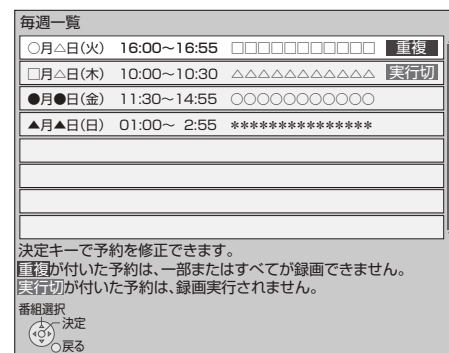 毎週一覧
○月△日(火) 16:00～16:55 □□□□□□□□□□□ 重複
□月△日(木) 10:00～10:30 △△△△△△△△△△△ 実行切
●月●日(金) 11:30～14:55 ○○○○○○○○○○○
▲月▲日(日) 01:00～ 2:55 ***************
決定キーで予約を修正できます。
重複が付いた予約は、一部またはすべてが録画できません。
実行切が付いた予約は、録画実行されません。
番組選択
決定
戻る